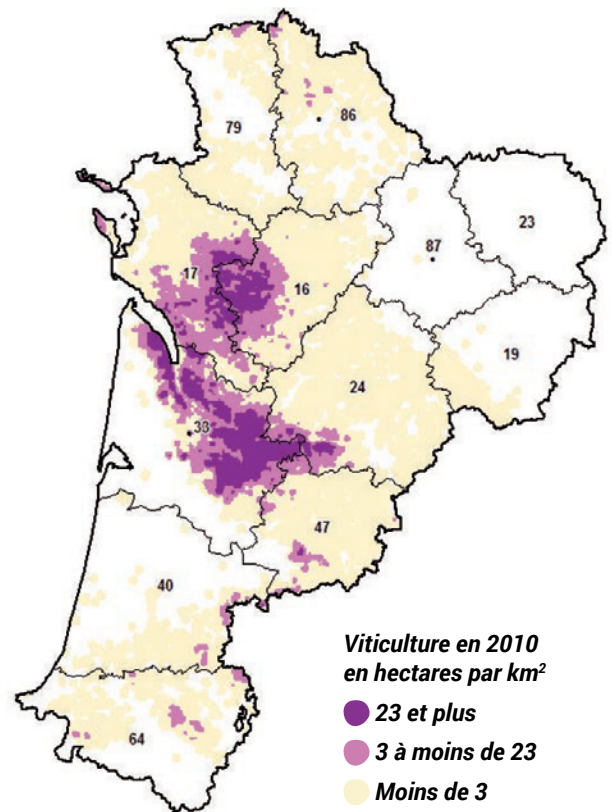 79
86
23
87
17
16
19
24
33
47
40
64
Viticulture en 2010
en hectares par km²
23 et plus
3 à moins de 23
Moins de 3